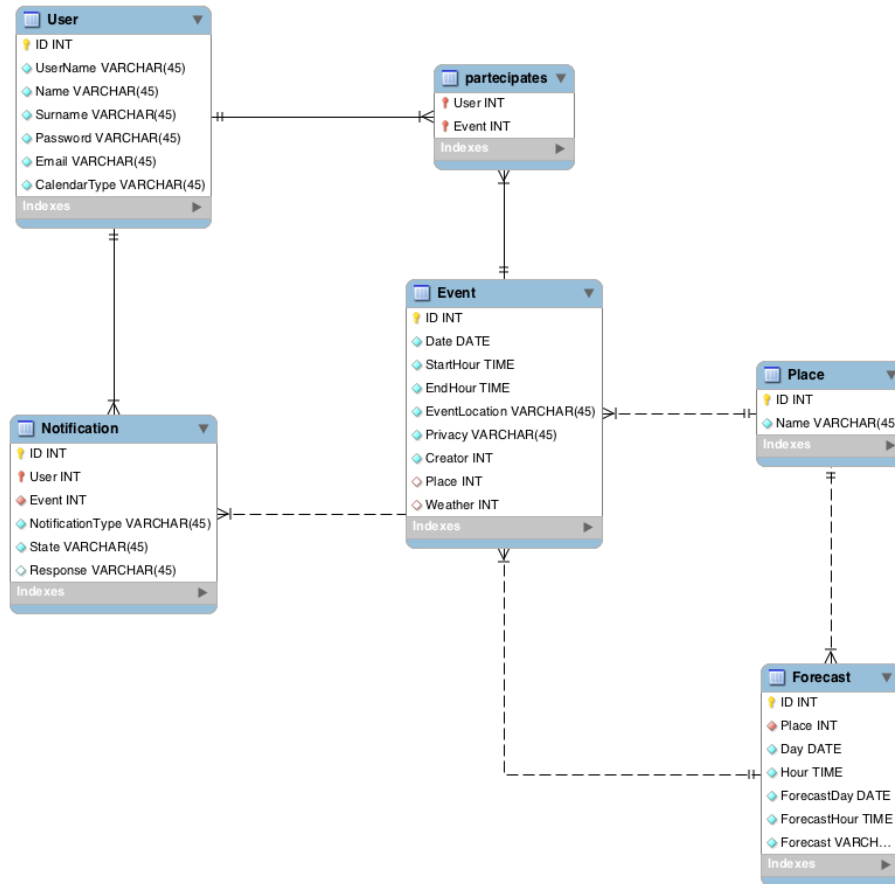 User
ID INT
UserName VARCHAR(45)
Name VARCHAR(45)
Surname VARCHAR(45)
Password VARCHAR(45)
Email VARCHAR(45)
CalendarType VARCHAR(45)
Indexes
partecipates
User INT
Event INT
Indexes
Event
ID INT
Date DATE
StartHour TIME
EndHour TIME
EventLocation VARCHAR(45)
Privacy VARCHAR(45)
Creator INT
Place INT
Weather INT
Indexes
Place
ID INT
Name VARCHAR(45
Indexes
Notification
ID INT
User INT
Event INT
NotificationType VARCHAR(45)
State VARCHAR(45)
Response VARCHAR(45)
Indexes
Forecast
ID INT
Place INT
Day DATE
Hour TIME
ForecastDay DATE
ForecastHour TIME
Forecast VARCH...
Indexes